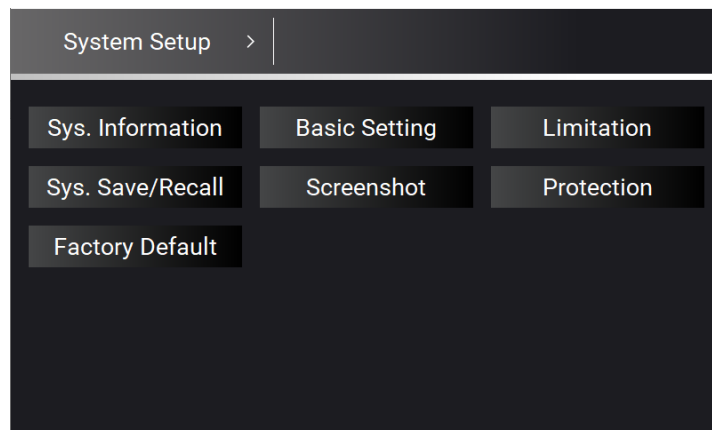 System Setup >
Sys. Information Basic Setting Limitation
Sys. Save/Recall Screenshot Protection
Factory Default